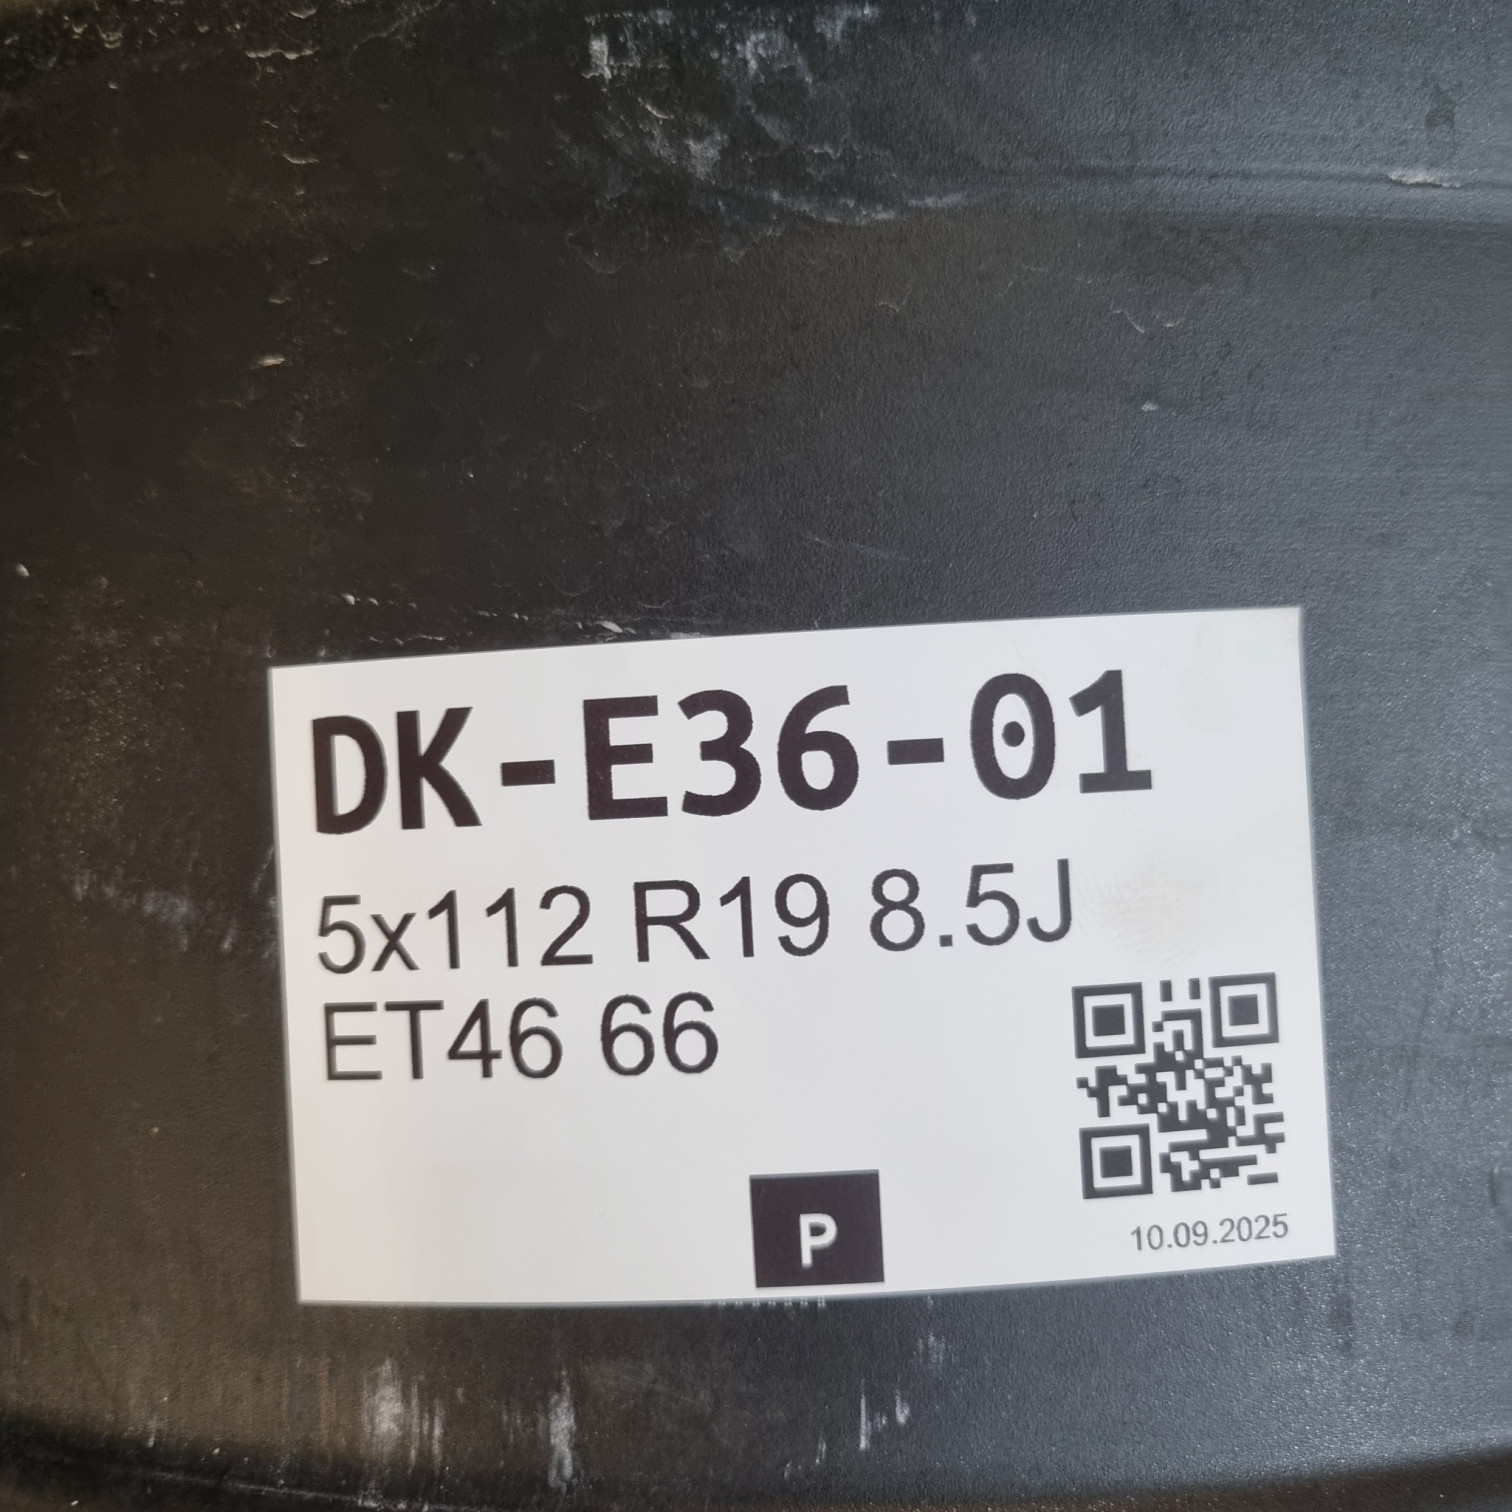 DK-E36-01
5x112 R19 8.5J
ET46 66
P
10.09.2025